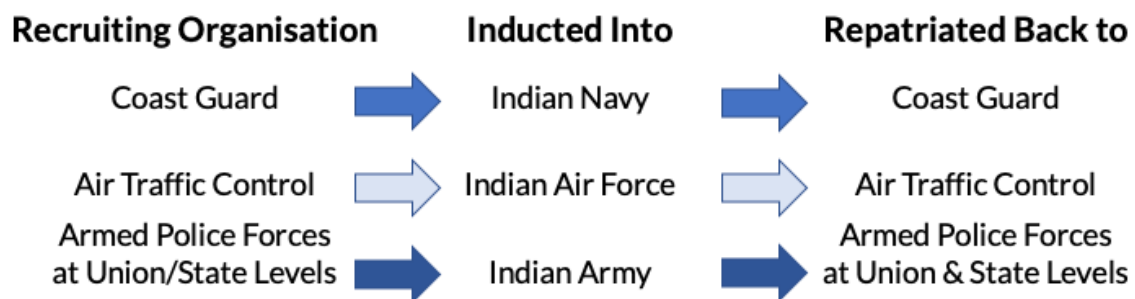 Recruiting Organisation Inducted Into Repatriated Back to
Coast Guard Indian Navy Coast Guard
Air Traffic Control Indian Air Force Air Traffic Control
Armed Police Forces Armed Police Forces
at Union/State Levels Indian Army at Union & State Levels